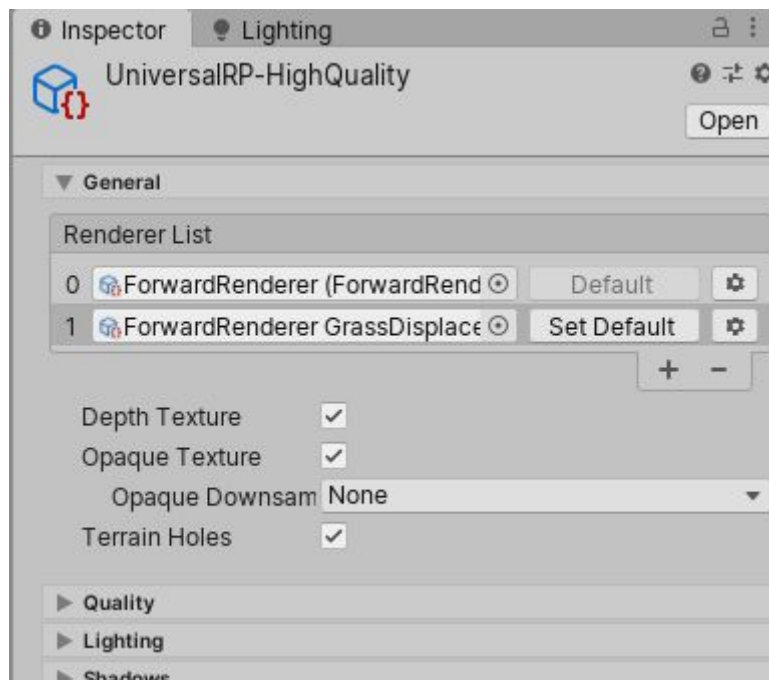 Inspector Lighting
UniversalRP-HighQuality
Open
General
Renderer List
0 ForwardRenderer (ForwardRend Default
1 ForwardRenderer GrassDisplace Set Default
+ −
Depth Texture
Opaque Texture
Opaque Downsam None
Terrain Holes
Quality
Lighting
Shadows